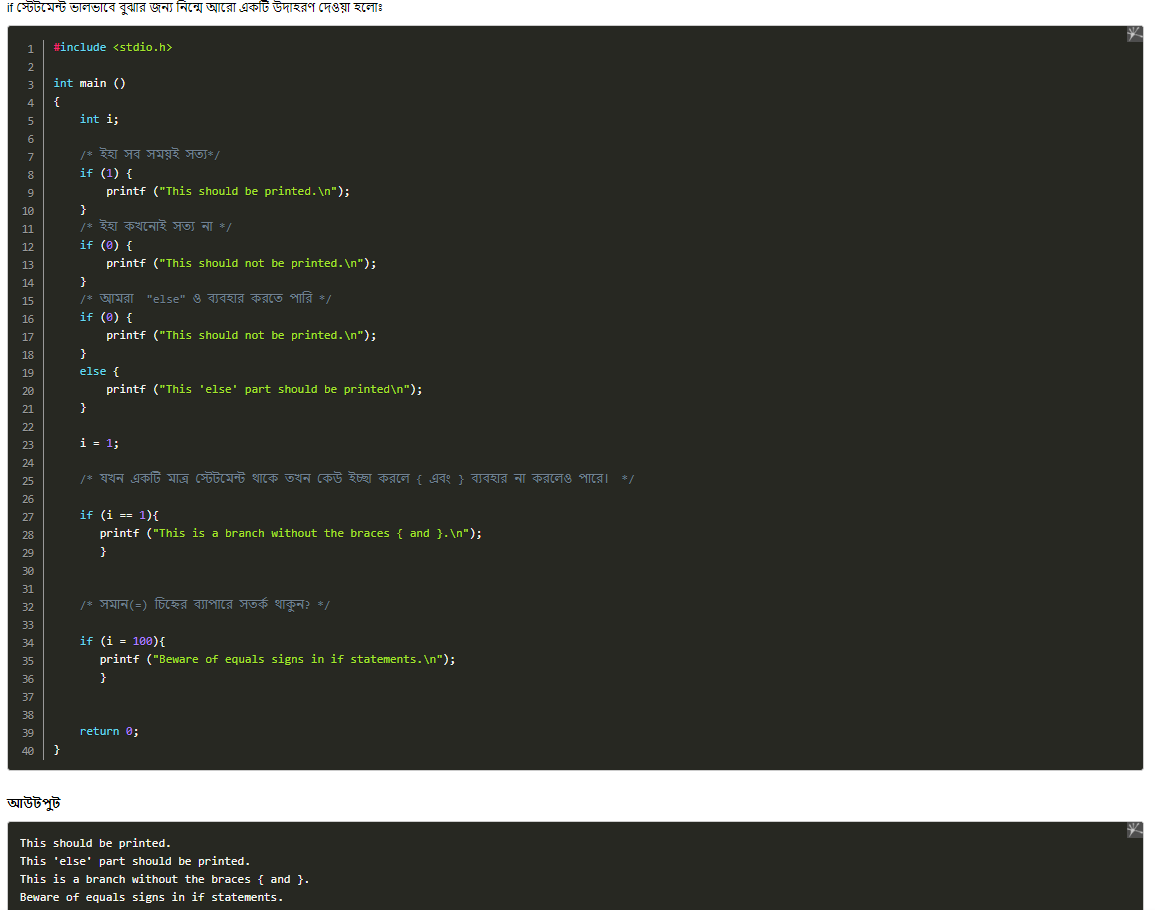 if স্টেটমেন্ট ভালভাবে বুঝার জন্য নিম্নে আরো একটি উদাহরণ দেওয়া হলোঃ
1 #include <stdio.h>
2
3 int main ()
4 {
5     int i;
6
7     /* ইহা সব সময়ই সত্য*/
8     if (1) {
9         printf ("This should be printed.\n");
10     }
11     /* ইহা কখনোই সত্য না */
12     if (0) {
13         printf ("This should not be printed.\n");
14     }
15     /* আমরা  "else" ও ব্যবহার করতে পারি */
16     if (0) {
17         printf ("This should not be printed.\n");
18     }
19     else {
20         printf ("This 'else' part should be printed\n");
21     }
22
23     i = 1;
24
25     /* যখন একটি মাত্র স্টেটমেন্ট থাকে তখন কেউ ইচ্ছা করলে { এবং } ব্যবহার না করলেও পারে।  */
26
27     if (i == 1){
28        printf ("This is a branch without the braces { and }.\n");
29        }
30
31
32     /* সমান(=) চিহ্নের ব্যাপারে সতর্ক থাকুন? */
33
34     if (i = 100){
35        printf ("Beware of equals signs in if statements.\n");
36        }
37
38
39     return 0;
40 }
আউটপুট
This should be printed.
This 'else' part should be printed.
This is a branch without the braces { and }.
Beware of equals signs in if statements.